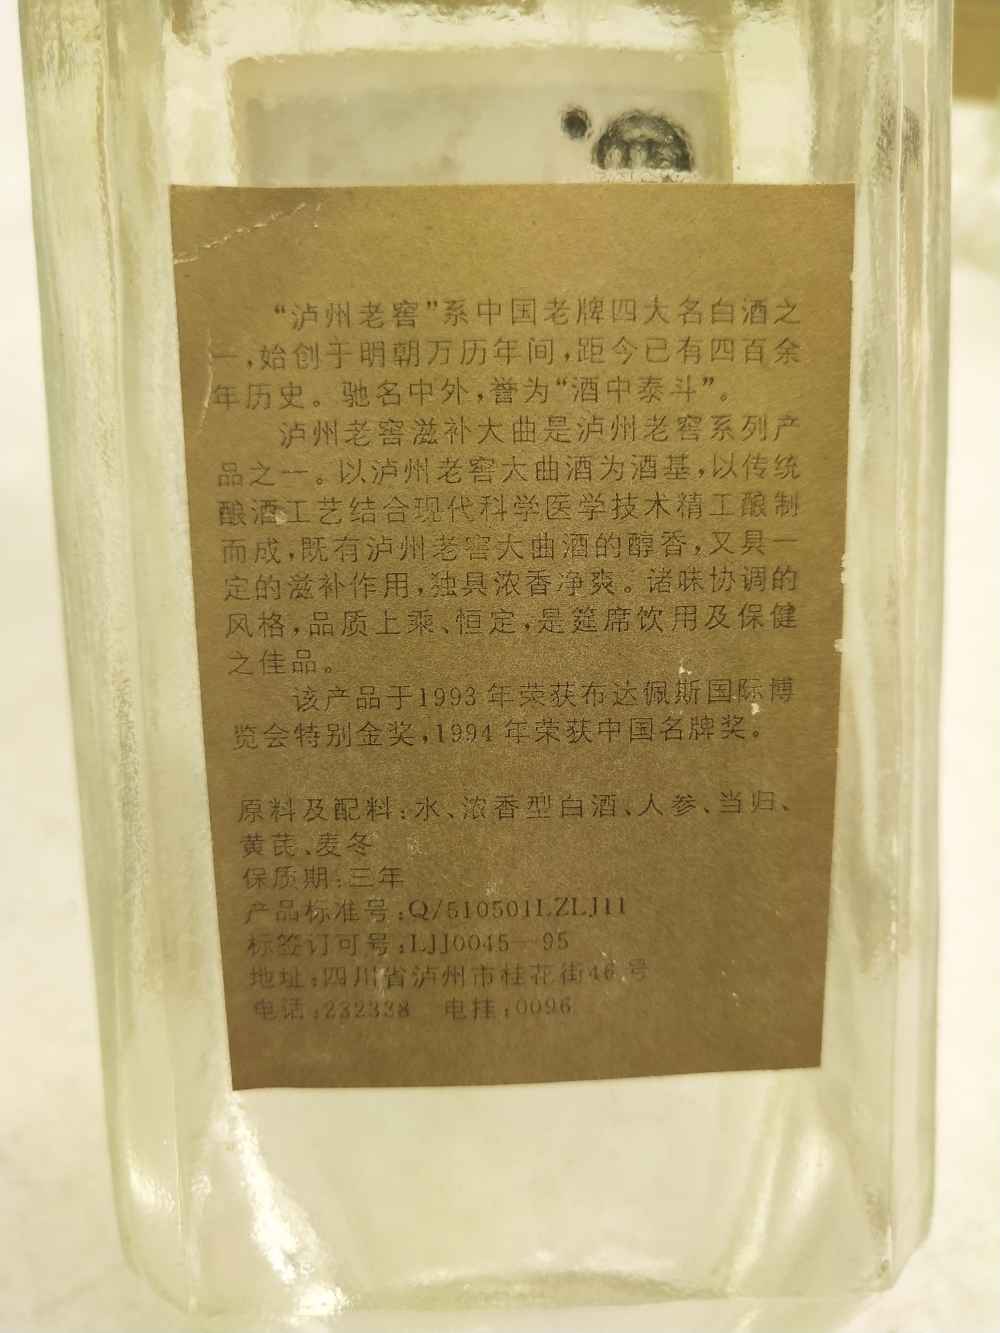 “泸州老窖”系中国老牌四大名白酒之
一,始创于明朝万历年间,距今已有四百余
年历史。驰名中外,誉为“酒中泰斗”。
泸州老窖滋补大曲是泸州老窖系列产
品之一。以泸州老窖大曲酒为酒基,以传统
酿酒工艺结合现代科学医学技术精工酿制
而成,既有泸州老窖大曲酒的醇香,又具一
定的滋补作用,独具浓香净爽。诸味协调的
风格,品质上乘、恒定,是筵席饮用及保健
之佳品。
该产品于1993年荣获布达佩斯国际博
览会特别金奖,1994年荣获中国名牌奖。
原料及配料:水、浓香型白酒、人参、当归、
黄芪、麦冬
保质期:三年
产品标准号:Q/510501LZLJ11
标签订可号:LJJ0045—95
地址:四川省泸州市桂花街46号
电话:232338 电挂:0096